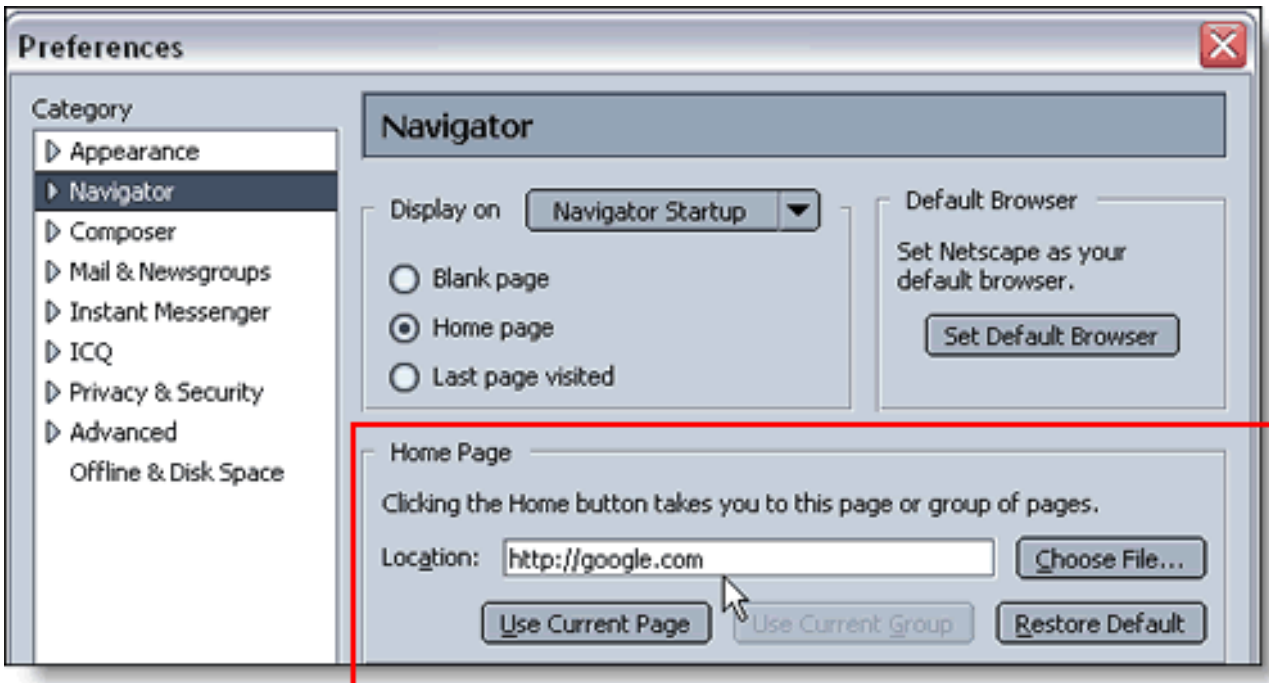 Preferences
Category
Appearance
Navigator
Composer
Mail & Newsgroups
Instant Messenger
ICQ
Privacy & Security
Advanced
Offline & Disk Space
Navigator
Display on Navigator Startup
Blank page
Home page
Last page visited
Default Browser
Set Netscape as your
default browser.
Set Default Browser
Home Page
Clicking the Home button takes you to this page or group of pages.
Location: http://google.com Choose File...
Use Current Page Use Current Group Restore Default